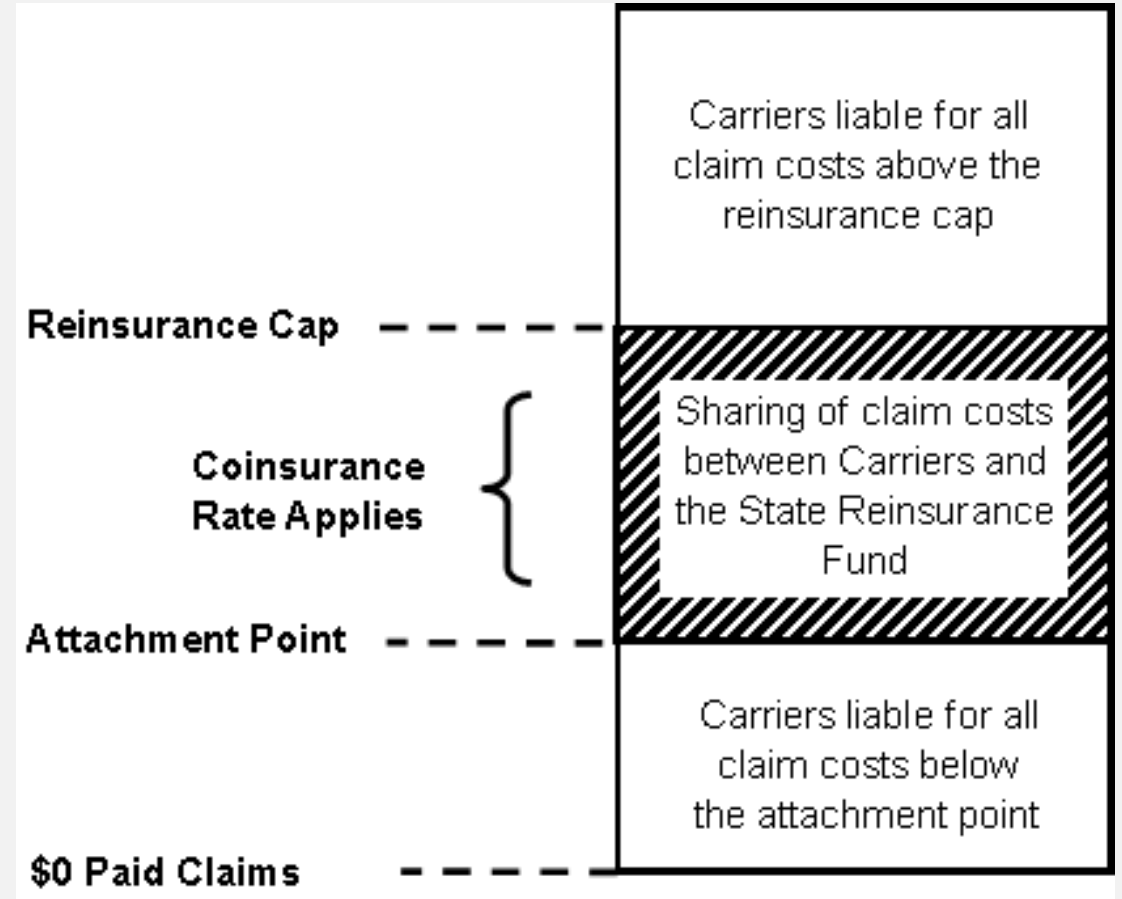 Carriers liable for all
claim costs above the
reinsurance cap
Reinsurance Cap
Sharing of claim costs
between Carriers and
the State Reinsurance
Fund
Coinsurance
Rate Applies
Attachment Point
Carriers liable for all
claim costs below
the attachment point
$0 Paid Claims